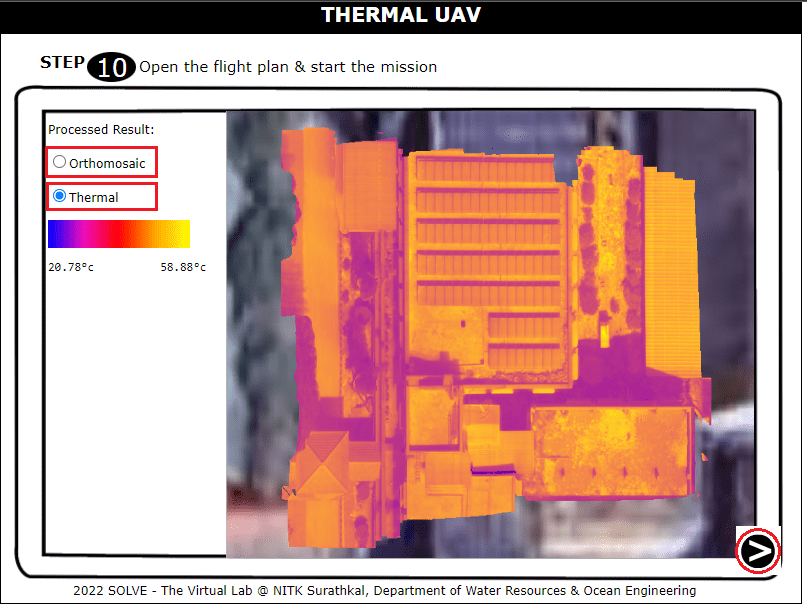 THERMAL UAV
STEP 10 Open the flight plan & start the mission
Processed Result:
Orthomosaic
Thermal
20.78°c 58.88°c
2022 SOLVE - The Virtual Lab @ NITK Surathkal, Department of Water Resources & Ocean Engineering